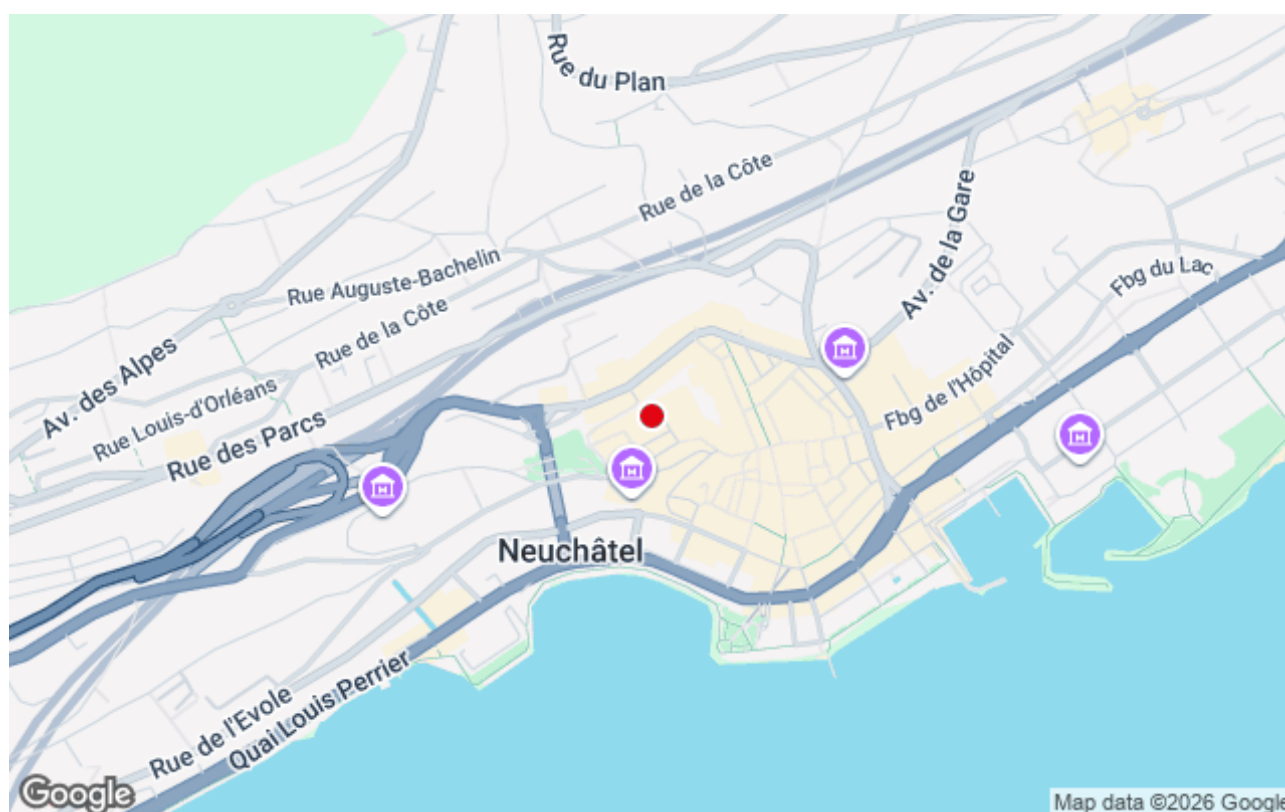 Rue du Plan
Rue de la Côte
Av. de la Gare
Fbg du Lac
Rue Auguste-Bachelin
Rue de la Côte
Av. des Alpes
Rue Louis-d'Orléans
Rue des Parcs
Fbg de l'Hôpital
Neuchâtel
Rue de l'Evole
Quai Louis Perrier
Google
Map data ©2026 Google